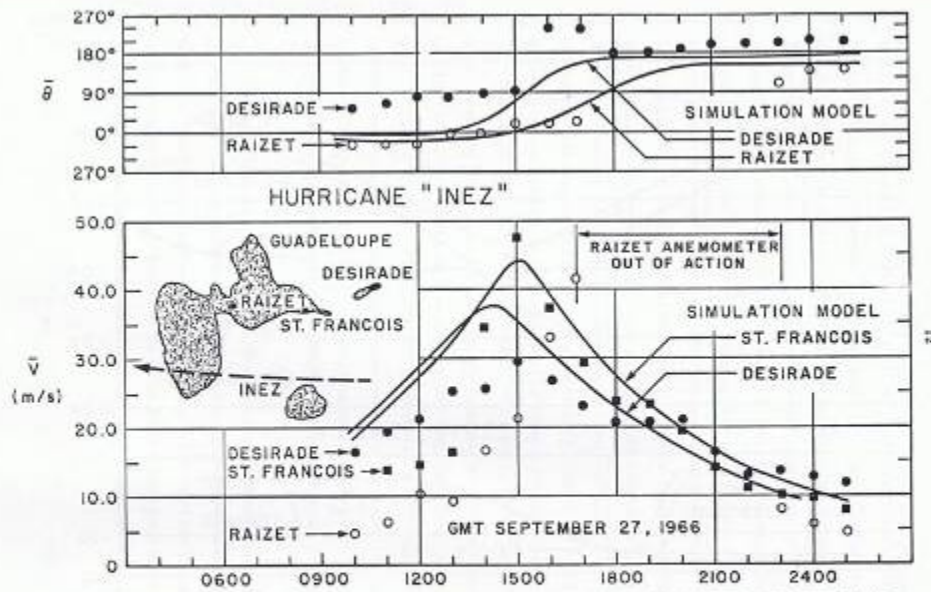 270°
180°
90°
0°
270°
θ̄
DESIRADE
RAIZET
SIMULATION MODEL
DESIRADE
RAIZET
HURRICANE "INEZ"
50.0
40.0
30.0
20.0
10.0
0
V̄
(m/s)
GUADELOUPE
DESIRADE
RAIZET
ST. FRANCOIS
INEZ
RAIZET ANEMOMETER
OUT OF ACTION
SIMULATION MODEL
ST. FRANCOIS
DESIRADE
DESIRADE
ST. FRANCOIS
RAIZET
GMT SEPTEMBER 27, 1966
0600 0900 1200 1500 1800 2100 2400